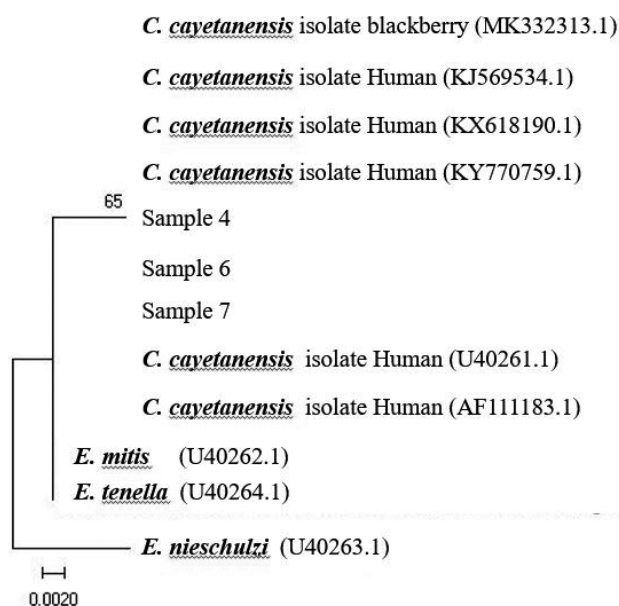 C. cayetanensis isolate blackberry (MK332313.1)
C. cayetanensis isolate Human (KJ569534.1)
C. cayetanensis isolate Human (KX618190.1)
C. cayetanensis isolate Human (KY770759.1)
65
Sample 4
Sample 6
Sample 7
C. cayetanensis isolate Human (U40261.1)
C. cayetanensis isolate Human (AF111183.1)
E. mitis (U40262.1)
E. tenella (U40264.1)
E. nieschulzi (U40263.1)
0.0020